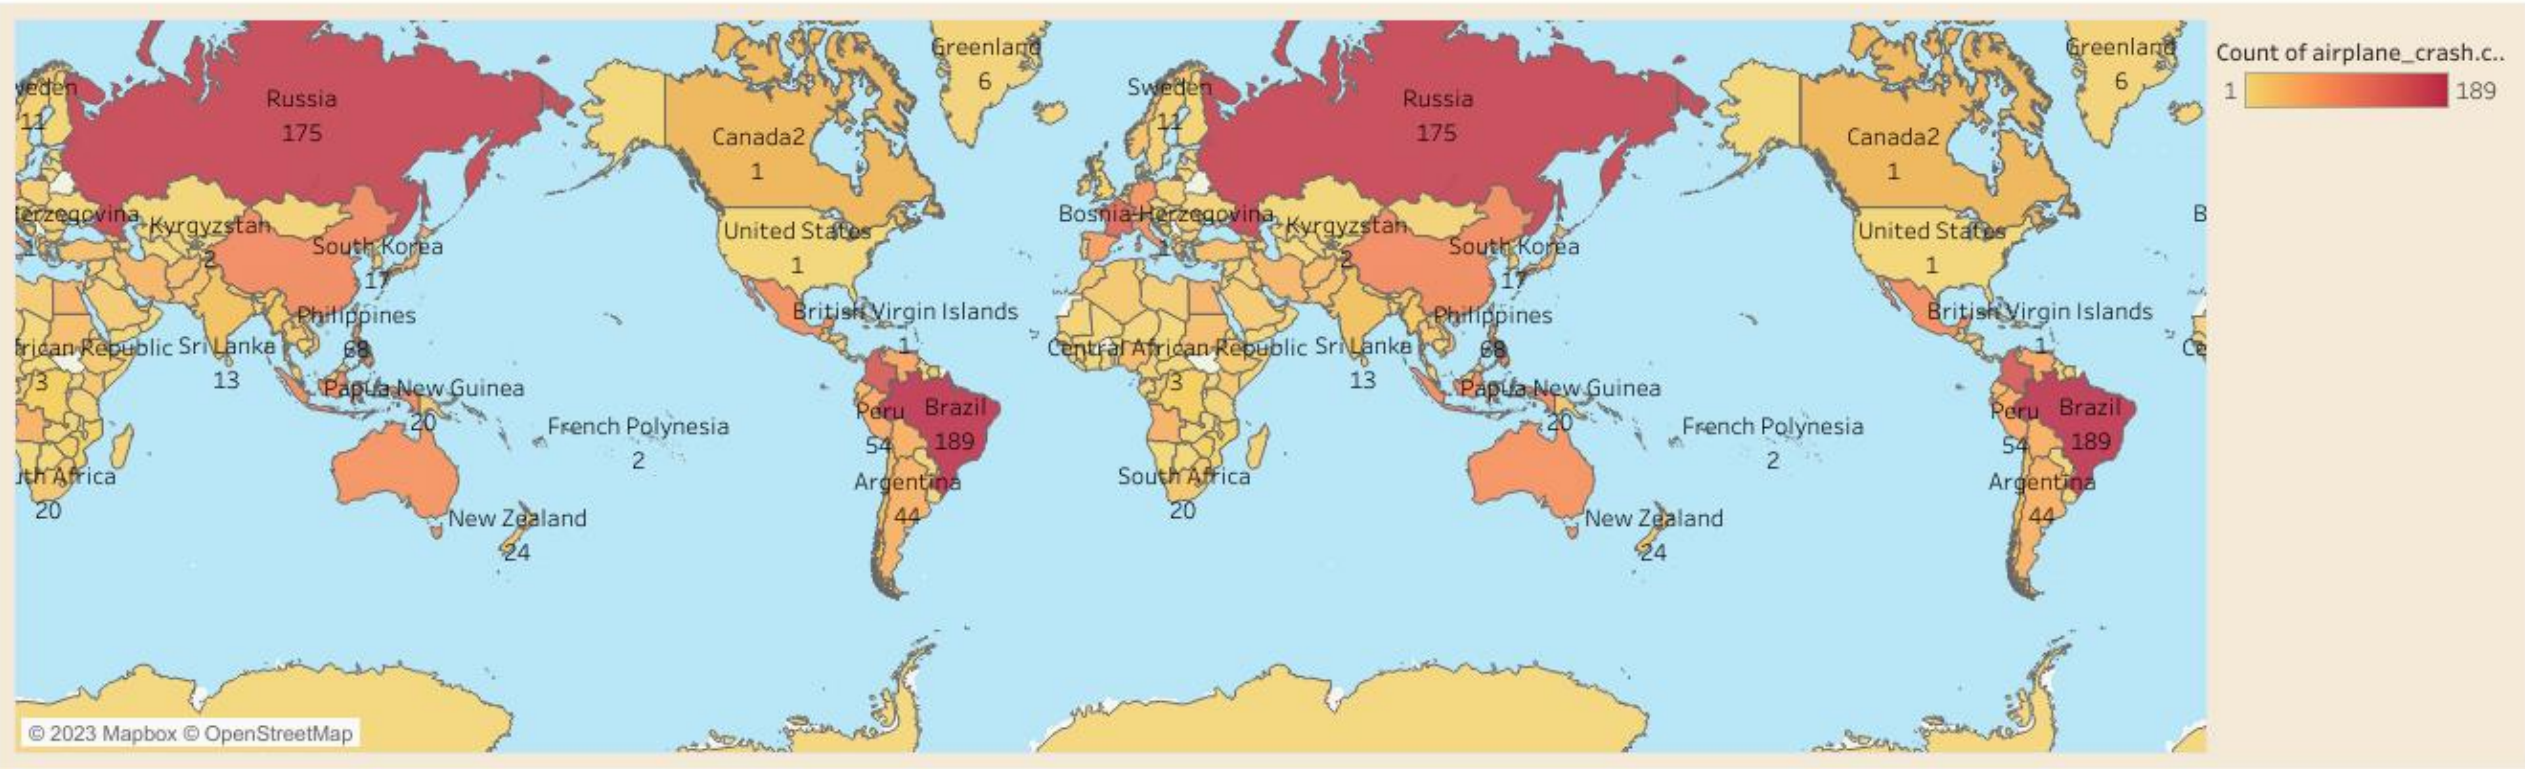 Greenland
6
Greenland
6
Count of airplane_crash.c..
1
189
weden
11
Russia
175
Canada2
1
Sweden
11
Russia
175
Canada2
1
erzegovina
1
Kyrgyzstan
2
South Korea
17
United States
1
Bosnia-Herzegovina
1
Kyrgyzstan
2
South Korea
17
United States
1
B
Philippines
68
British Virgin Islands
1
Philippines
68
British Virgin Islands
1
frican Republic
3
Sri Lanka
13
Central African Republic
3
Sri Lanka
13
Ce
Papua New Guinea
20
Papua New Guinea
20
French Polynesia
2
Peru
54
Brazil
189
French Polynesia
2
Peru
54
Brazil
189
uth Africa
20
Argentina
44
South Africa
20
Argentina
44
New Zealand
24
New Zealand
24
© 2023 Mapbox © OpenStreetMap